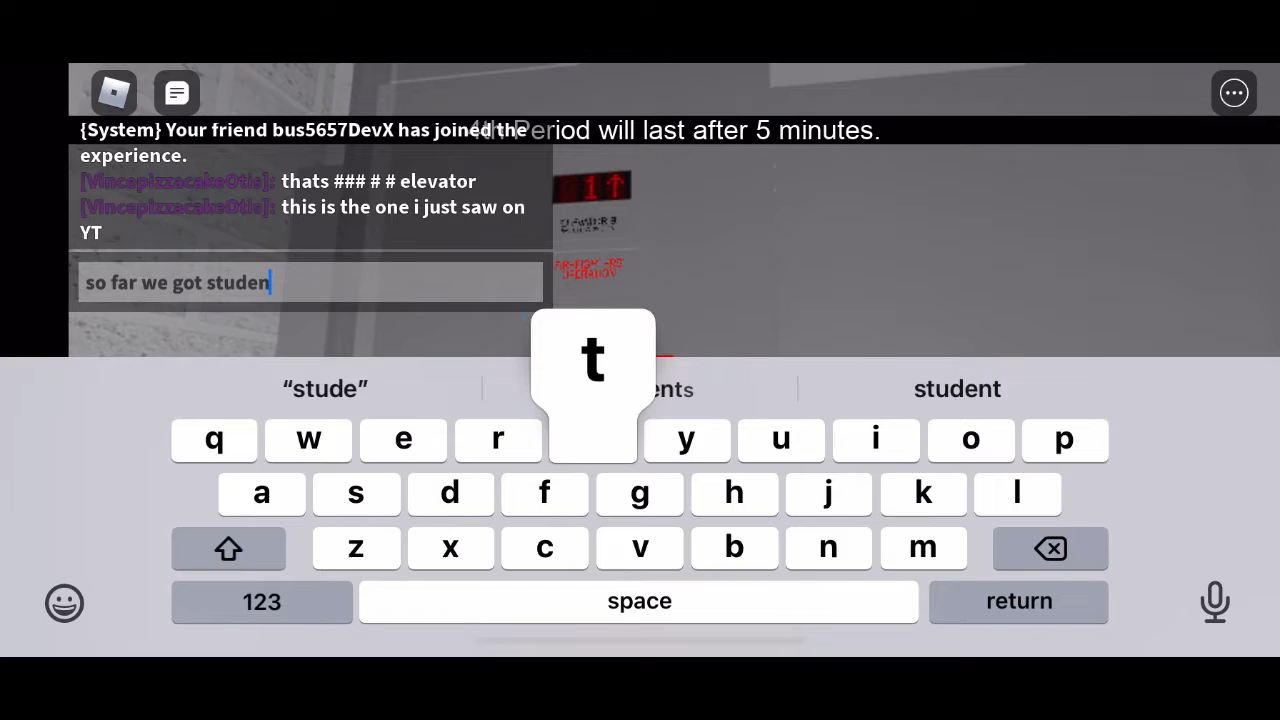 {System} Your friend bus5657DevX has joined the
4th Period will last after 5 minutes.
experience.
[VincepizzacakeOtis]: thats ### # # elevator
[VincepizzacakeOtis]: this is the one i just saw on
YT
1
so far we got studen
t
“stude” ents student
q w e r y u i o p
a s d f g h j k l
z x c v b n m
123 space return